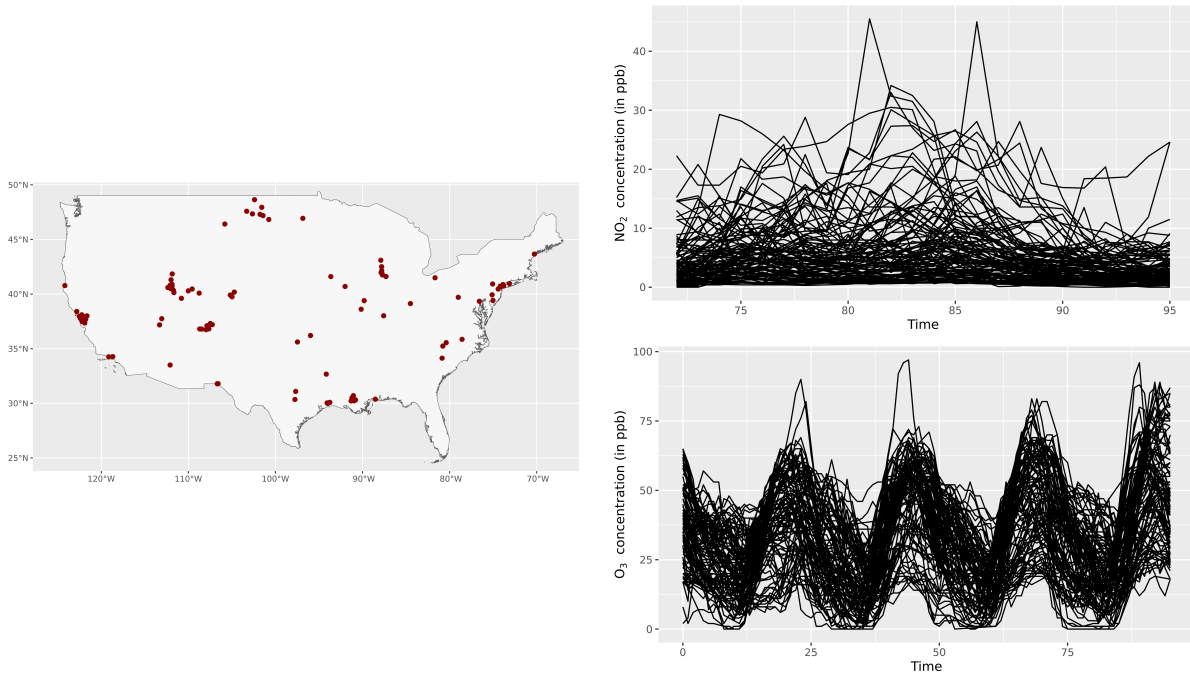 50°N
45°N
40°N
35°N
30°N
25°N
120°W 110°W 100°W 90°W 80°W 70°W
NO₂ concentration (in ppb)
40
30
20
10
0
75 80 85 90 95
Time
O₃ concentration (in ppb)
100
75
50
25
0
0 25 50 75
Time